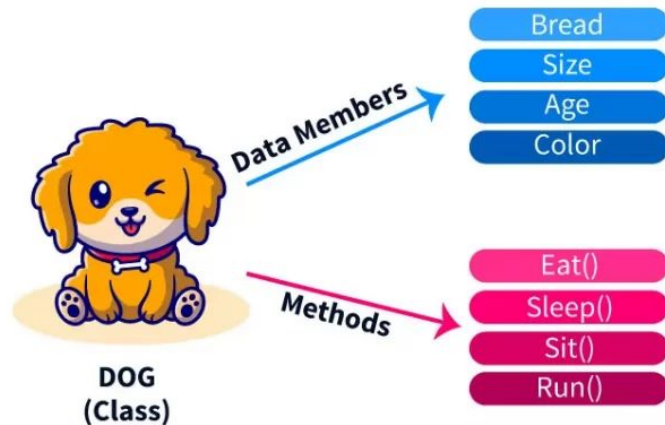 Data Members
Bread
Size
Age
Color
Methods
Eat()
Sleep()
Sit()
Run()
DOG
(Class)